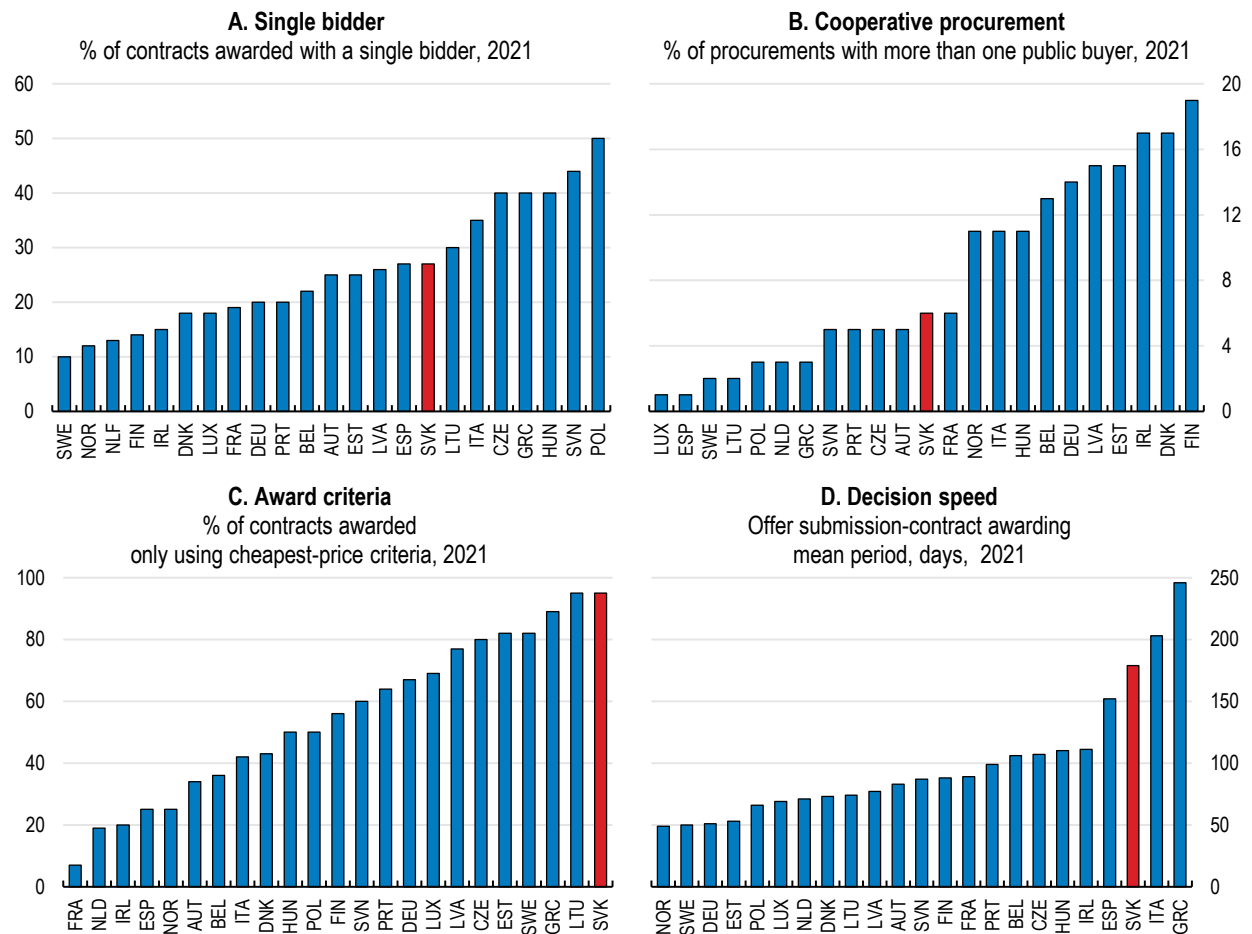 A. Single bidder
% of contracts awarded with a single bidder, 2021
60
50
40
30
20
10
0
SWE
NOR
NLF
FIN
IRL
DNK
LUX
FRA
DEU
PRT
BEL
AUT
EST
LVA
ESP
SVK
LTU
ITA
CZE
GRC
HUN
SVN
POL
B. Cooperative procurement
% of procurements with more than one public buyer, 2021
20
16
12
8
4
0
LUX
ESP
SWE
LTU
POL
NLD
GRC
SVN
PRT
CZE
AUT
SVK
FRA
NOR
ITA
HUN
BEL
DEU
LVA
EST
IRL
DNK
FIN
C. Award criteria
% of contracts awarded
only using cheapest-price criteria, 2021
100
80
60
40
20
0
FRA
NLD
IRL
ESP
NOR
AUT
BEL
ITA
DNK
HUN
POL
FIN
SVN
PRT
DEU
LUX
LVA
CZE
EST
SWE
GRC
LTU
SVK
D. Decision speed
Offer submission-contract awarding
mean period, days, 2021
250
200
150
100
50
0
NOR
SWE
DEU
EST
POL
LUX
NLD
DNK
LTU
LVA
AUT
SVN
FIN
FRA
PRT
BEL
CZE
HUN
IRL
ESP
SVK
ITA
GRC